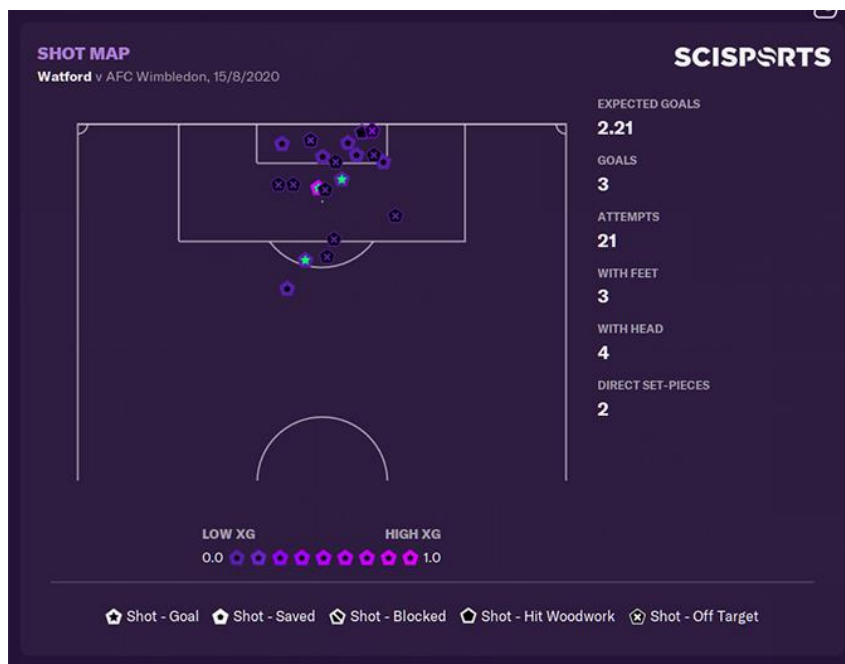 SHOT MAP
Watford v AFC Wimbledon, 15/8/2020
SCISPORTS
EXPECTED GOALS
2.21
GOALS
3
ATTEMPTS
21
WITH FEET
3
WITH HEAD
4
DIRECT SET-PIECES
2
LOW XG HIGH XG
0.0 1.0
Shot - Goal Shot - Saved Shot - Blocked Shot - Hit Woodwork Shot - Off Target